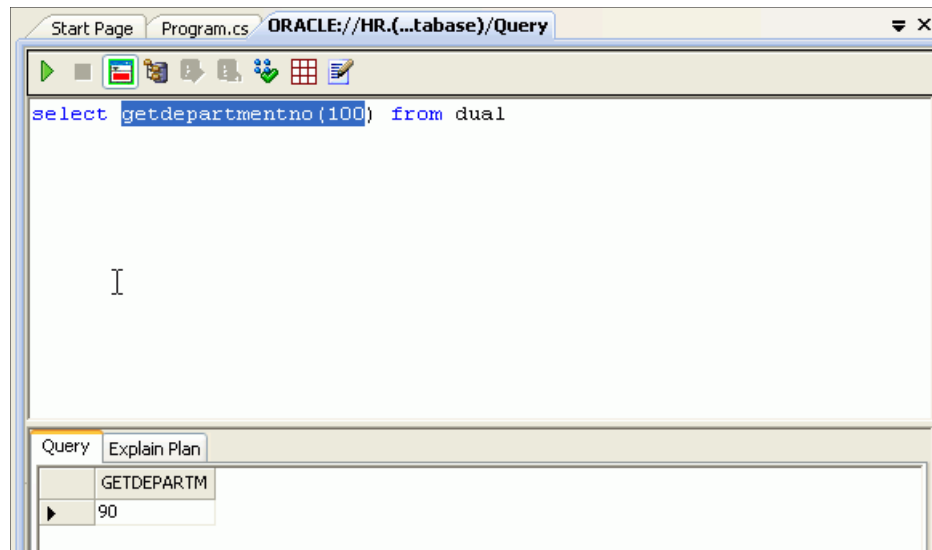 Start Page Program.cs ORACLE://HR.(...tabase)/Query
select getdepartmentno(100) from dual
Query Explain Plan
GETDEPARTM
90